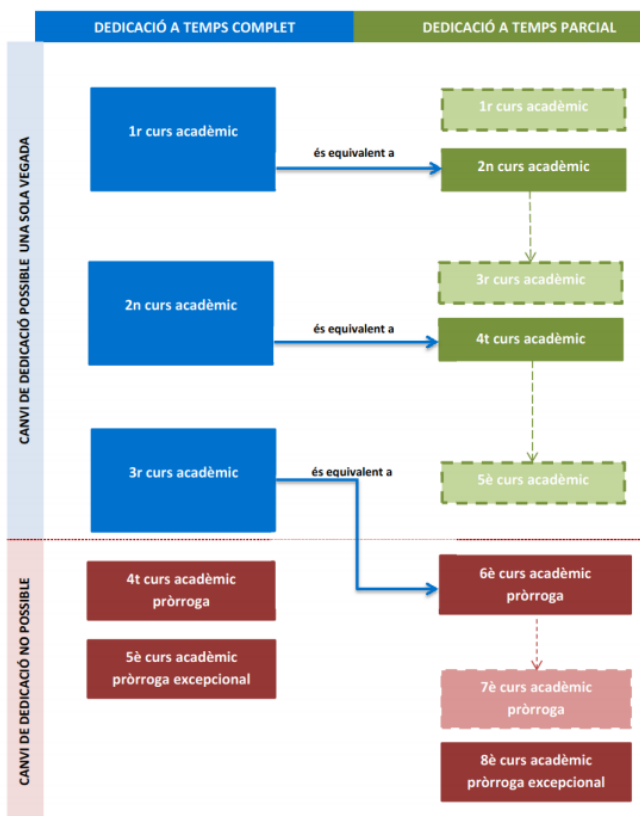 DEDICACIÓ A TEMPS COMPLET
DEDICACIÓ A TEMPS PARCIAL
CANVI DE DEDICACIÓ POSSIBLE UNA SOLA VEGADA
1r curs acadèmic
1r curs acadèmic
és equivalent a
2n curs acadèmic
2n curs acadèmic
3r curs acadèmic
és equivalent a
4t curs acadèmic
3r curs acadèmic
és equivalent a
5è curs acadèmic
CANVI DE DEDICACIÓ NO POSSIBLE
4t curs acadèmic
pròrroga
6è curs acadèmic
pròrroga
5è curs acadèmic
pròrroga excepcional
7è curs acadèmic
pròrroga
8è curs acadèmic
pròrroga excepcional